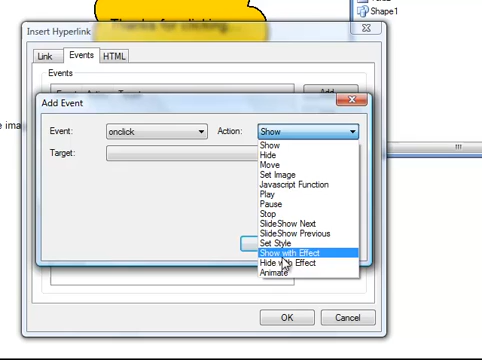 Thanks for clicking...
Shape1
Insert Hyperlink
Link
Events
HTML
Events
Add
Add Event
Event:
onclick
Action:
Show
Target:
Show
Hide
Move
Set Image
Javascript Function
Play
Pause
Stop
SlideShow Next
SlideShow Previous
Set Style
Show with Effect
Hide with Effect
Animate
OK
Cancel